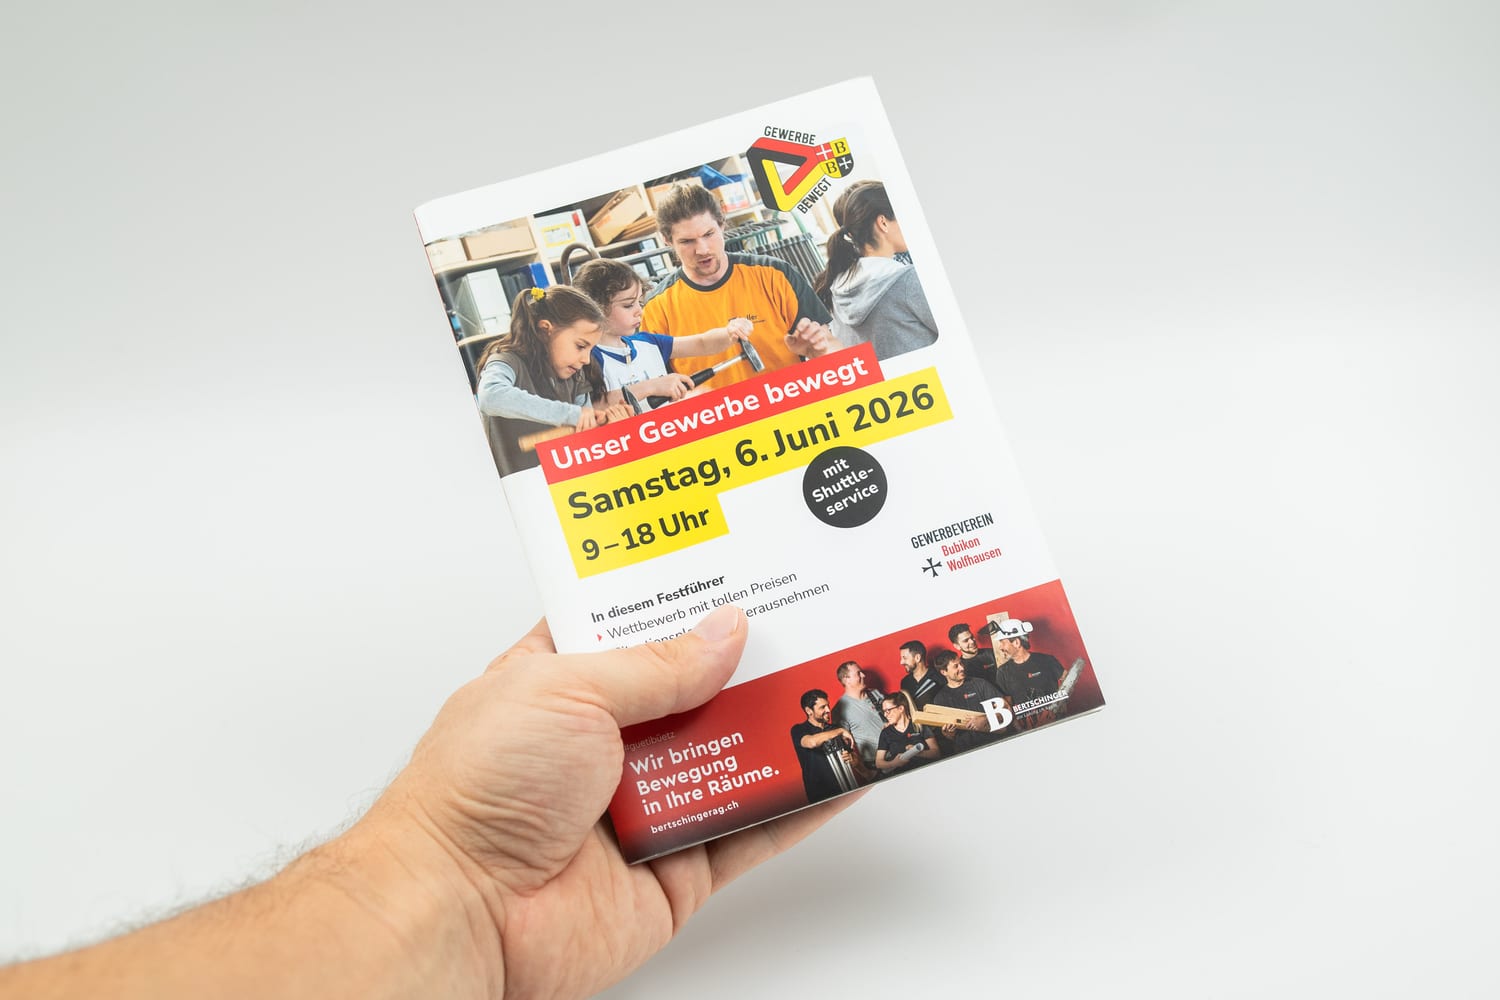 GEWERBE
BEWEGT
B
B
Unser Gewerbe bewegt
Samstag, 6. Juni 2026
9–18 Uhr
mit
Shuttle-
service
GEWERBEVEREIN
Bubikon
Wolfhausen
In diesem Festführer
Wettbewerb mit tollen Preisen
#guetibüetz
Wir bringen
Bewegung
in Ihre Räume.
bertschingerag.ch
B BERTSCHINGER